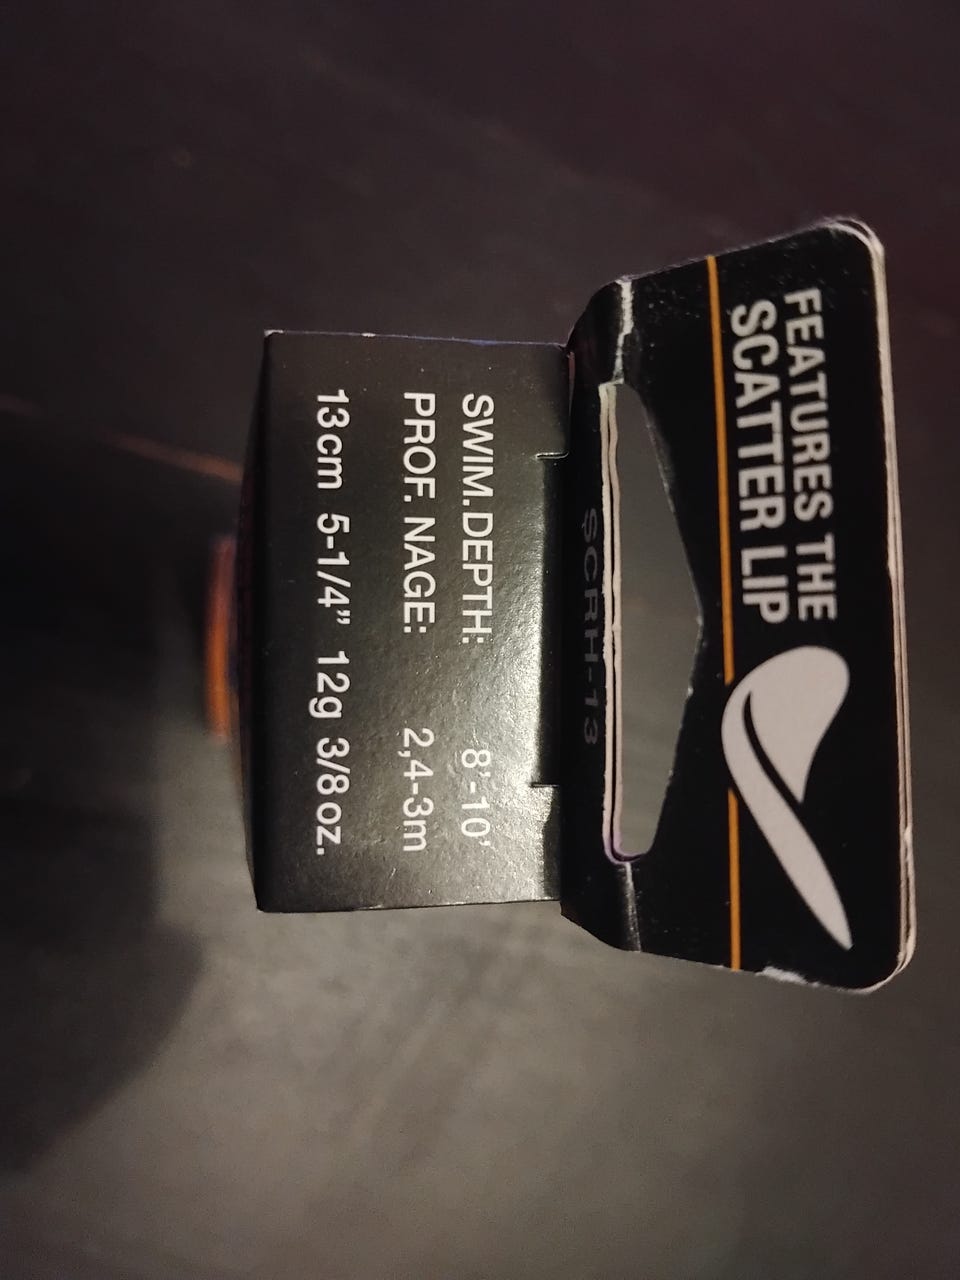 FEATURES THE
SCATTER LIP
SCRH-13
SWIM.DEPTH: 8'-10'
PROF. NAGE: 2,4-3m
13cm 5-1/4” 12g 3/8oz.